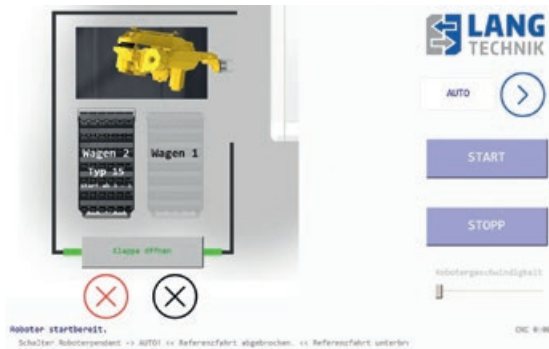 LANG
TECHNIK
AUTO
START
Wagen 2
Wagen 1
Typ 15
STOPP
Klappe öffnen
Robotergeschwindigkeit
Roboter startbereit.
Schalter Roboterpendant -> AUTO! << Referenzfahrt abgebrochen. << Referenzfahrt unterbr